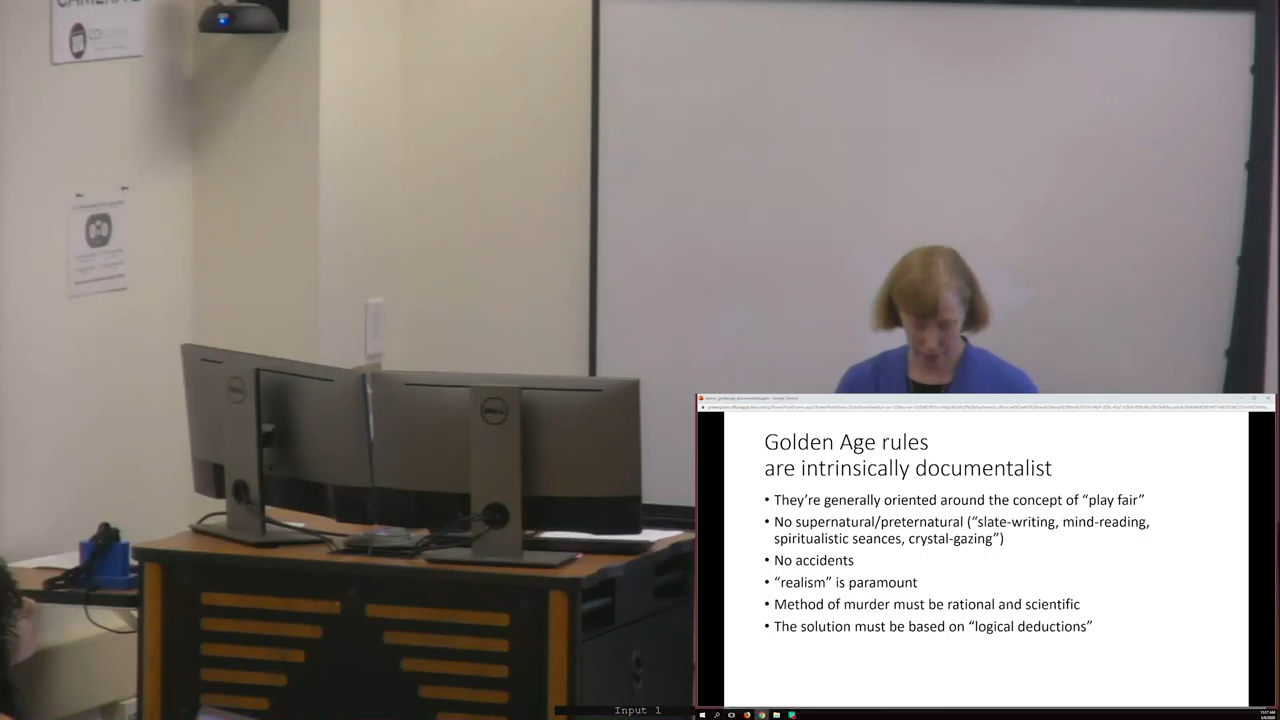 DELL
DELL
Golden Age rules
are intrinsically documentalist
• They’re generally oriented around the concept of “play fair”
• No supernatural/preternatural (“slate-writing, mind-reading,
spiritualistic seances, crystal-gazing”)
• No accidents
• “realism” is paramount
• Method of murder must be rational and scientific
• The solution must be based on “logical deductions”
Input 1